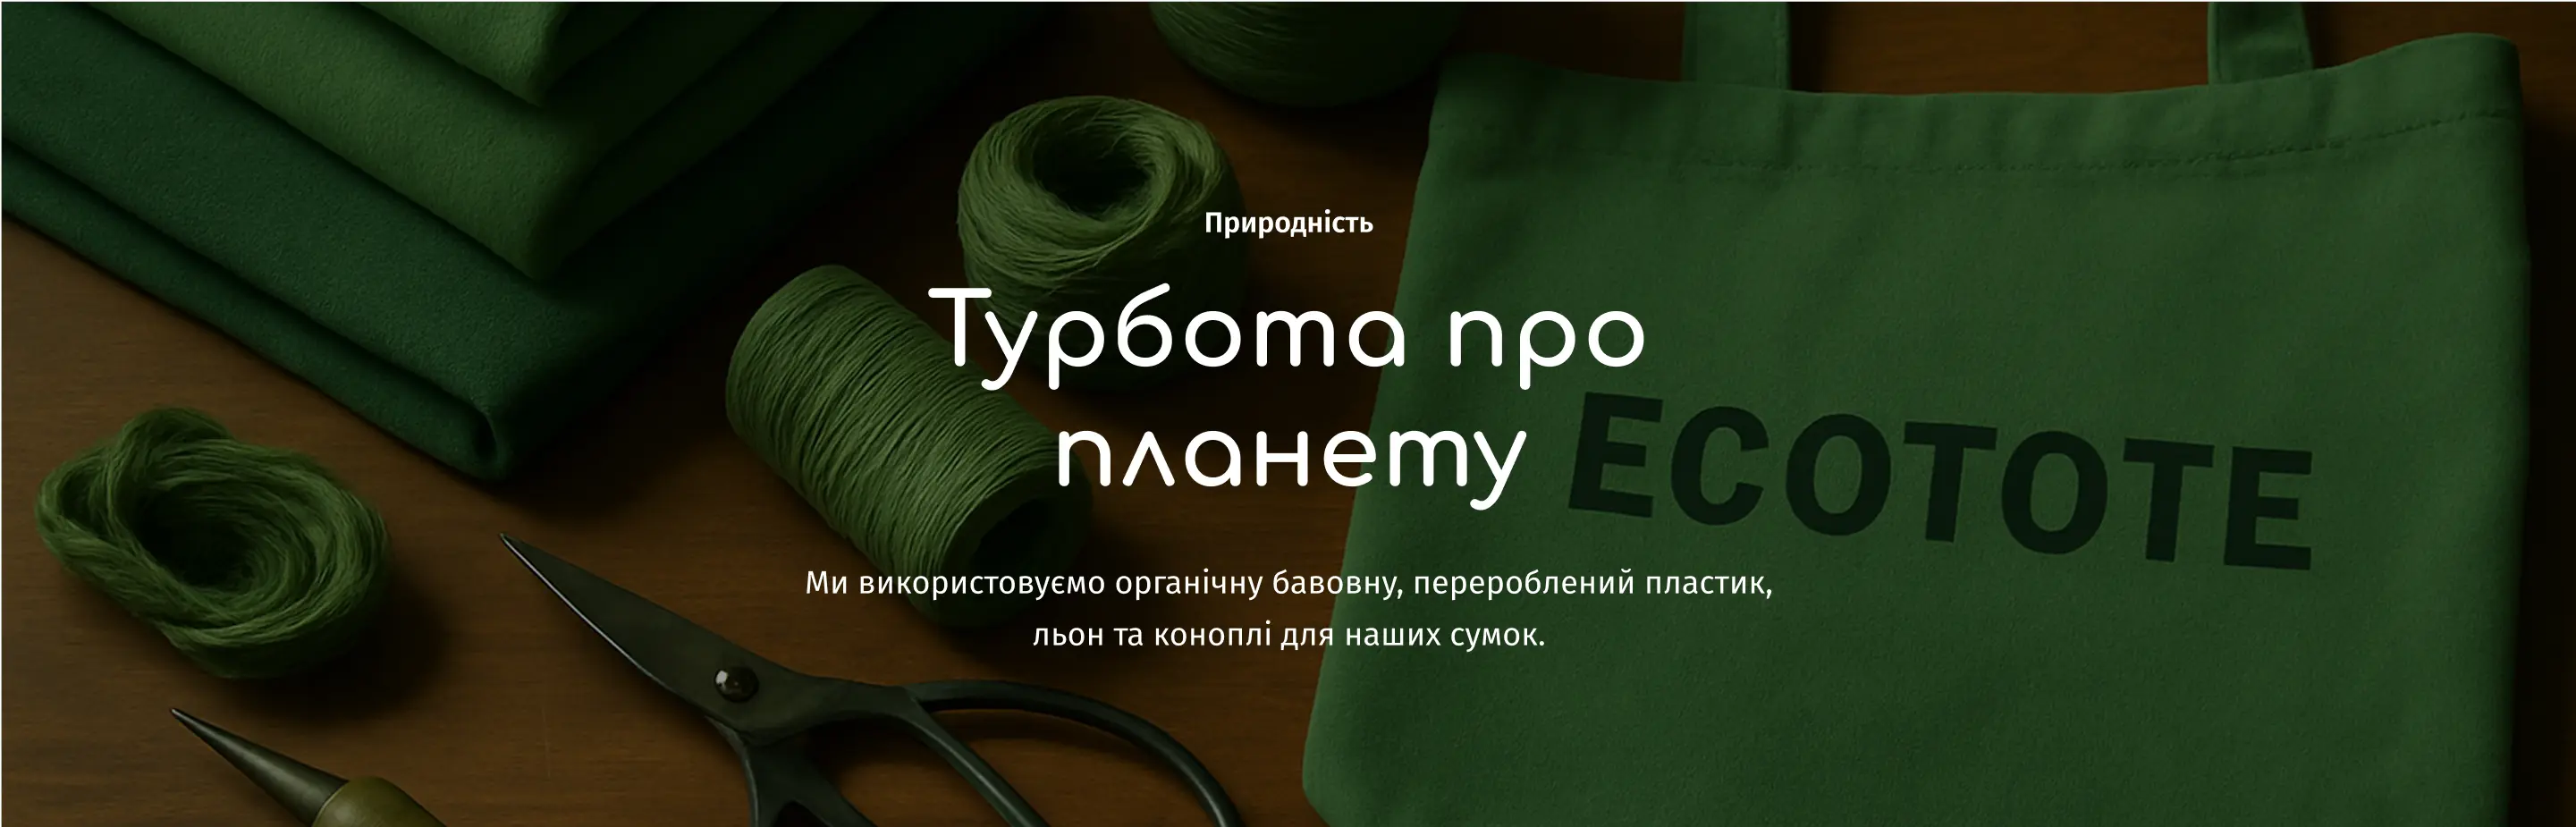 Природність
Турбота про
планету
ECOTOTE
Ми використовуємо органічну бавовну, перероблений пластик,
льон та коноплі для наших сумок.